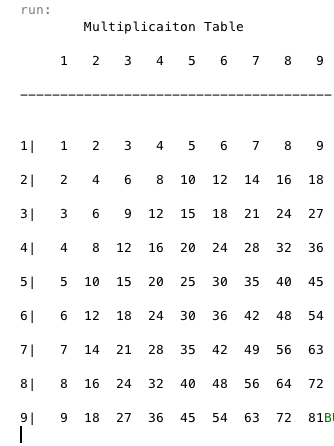 run:
Multiplicaiton Table
1 2 3 4 5 6 7 8 9
---------------------------------------
1| 1 2 3 4 5 6 7 8 9
2| 2 4 6 8 10 12 14 16 18
3| 3 6 9 12 15 18 21 24 27
4| 4 8 12 16 20 24 28 32 36
5| 5 10 15 20 25 30 35 40 45
6| 6 12 18 24 30 36 42 48 54
7| 7 14 21 28 35 42 49 56 63
8| 8 16 24 32 40 48 56 64 72
9| 9 18 27 36 45 54 63 72 81